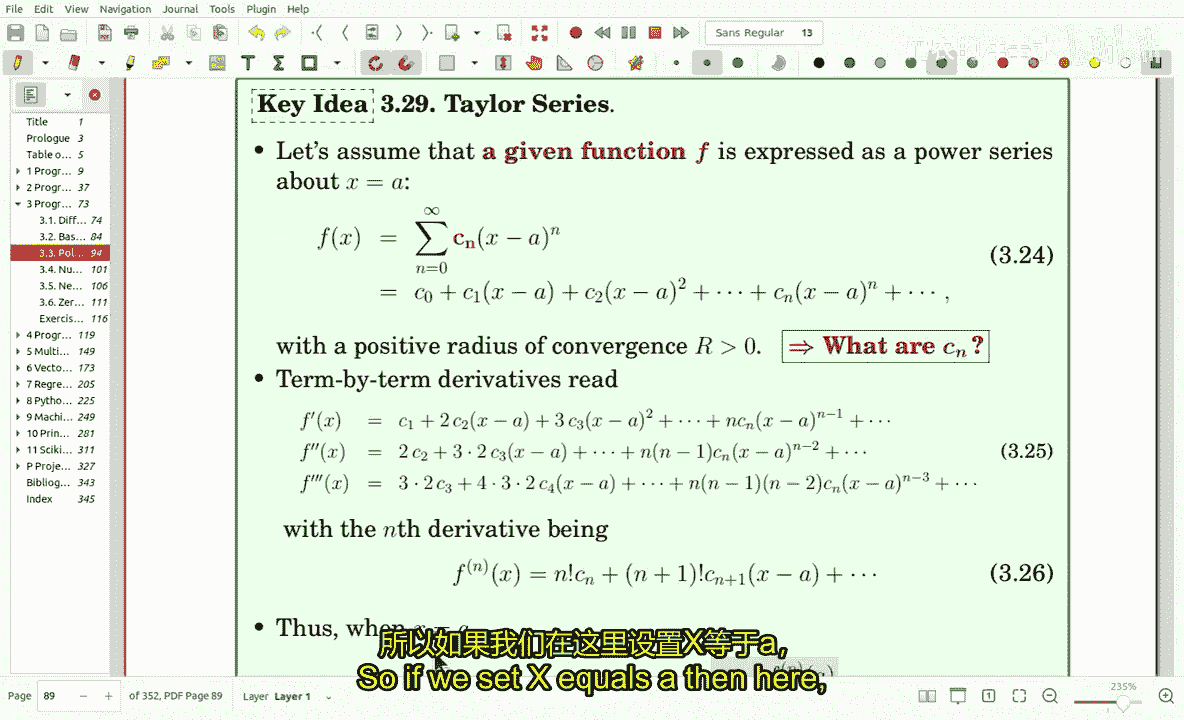 File Edit View Navigation Journal Tools Plugin Help
Sans Regular 13
Title 1
Prologue 3
Table o... 5
1 Progr... 9
2 Progr... 37
3 Progr... 73
3.1. Diff... 74
3.2. Bas... 84
3.3. Pol... 94
3.4. Nu... 101
3.5. Ne... 106
3.6. Zer... 111
Exercis... 116
4 Progr... 119
5 Multi... 149
6 Vecto... 173
7 Regre... 205
8 Pytho... 225
9 Machi... 249
10 Prin... 281
11 Sciki... 311
P Proje... 327
Bibliog... 343
Index 345
Key Idea 3.29. Taylor Series.
• Let's assume that a given function f is expressed as a power series
about x = a:
f(x) = ∑_{n=0}^{∞} c_n(x − a)^n
(3.24)
= c_0 + c_1(x − a) + c_2(x − a)^2 + ··· + c_n(x − a)^n + ··· ,
with a positive radius of convergence R > 0. ⇒ What are c_n?
• Term-by-term derivatives read
f′(x) = c_1 + 2 c_2(x − a) + 3 c_3(x − a)^2 + ··· + nc_n(x − a)^{n−1} + ···
f″(x) = 2 c_2 + 3 · 2 c_3(x − a) + ··· + n(n − 1)c_n(x − a)^{n−2} + ··· (3.25)
f‴(x) = 3 · 2 c_3 + 4 · 3 · 2 c_4(x − a) + ··· + n(n − 1)(n − 2)c_n(x − a)^{n−3} + ···
with the nth derivative being
f^{(n)}(x) = n!c_n + (n + 1)!c_{n+1}(x − a) + ··· (3.26)
• Thus, when
所以如果我们在这里设置X等于a,
So if we set X equals a then here,
Page 89 of 352, PDF Page 89 Layer Layer 1 235%